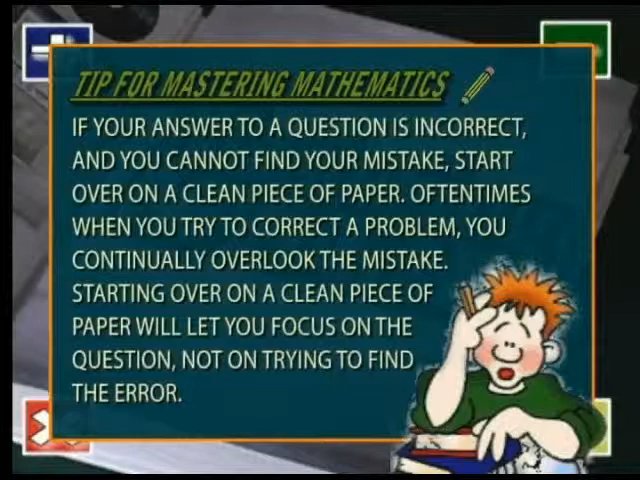 TIP FOR MASTERING MATHEMATICS
IF YOUR ANSWER TO A QUESTION IS INCORRECT,
AND YOU CANNOT FIND YOUR MISTAKE, START
OVER ON A CLEAN PIECE OF PAPER. OFTENTIMES
WHEN YOU TRY TO CORRECT A PROBLEM, YOU
CONTINUALLY OVERLOOK THE MISTAKE.
STARTING OVER ON A CLEAN PIECE OF
PAPER WILL LET YOU FOCUS ON THE
QUESTION, NOT ON TRYING TO FIND
THE ERROR.